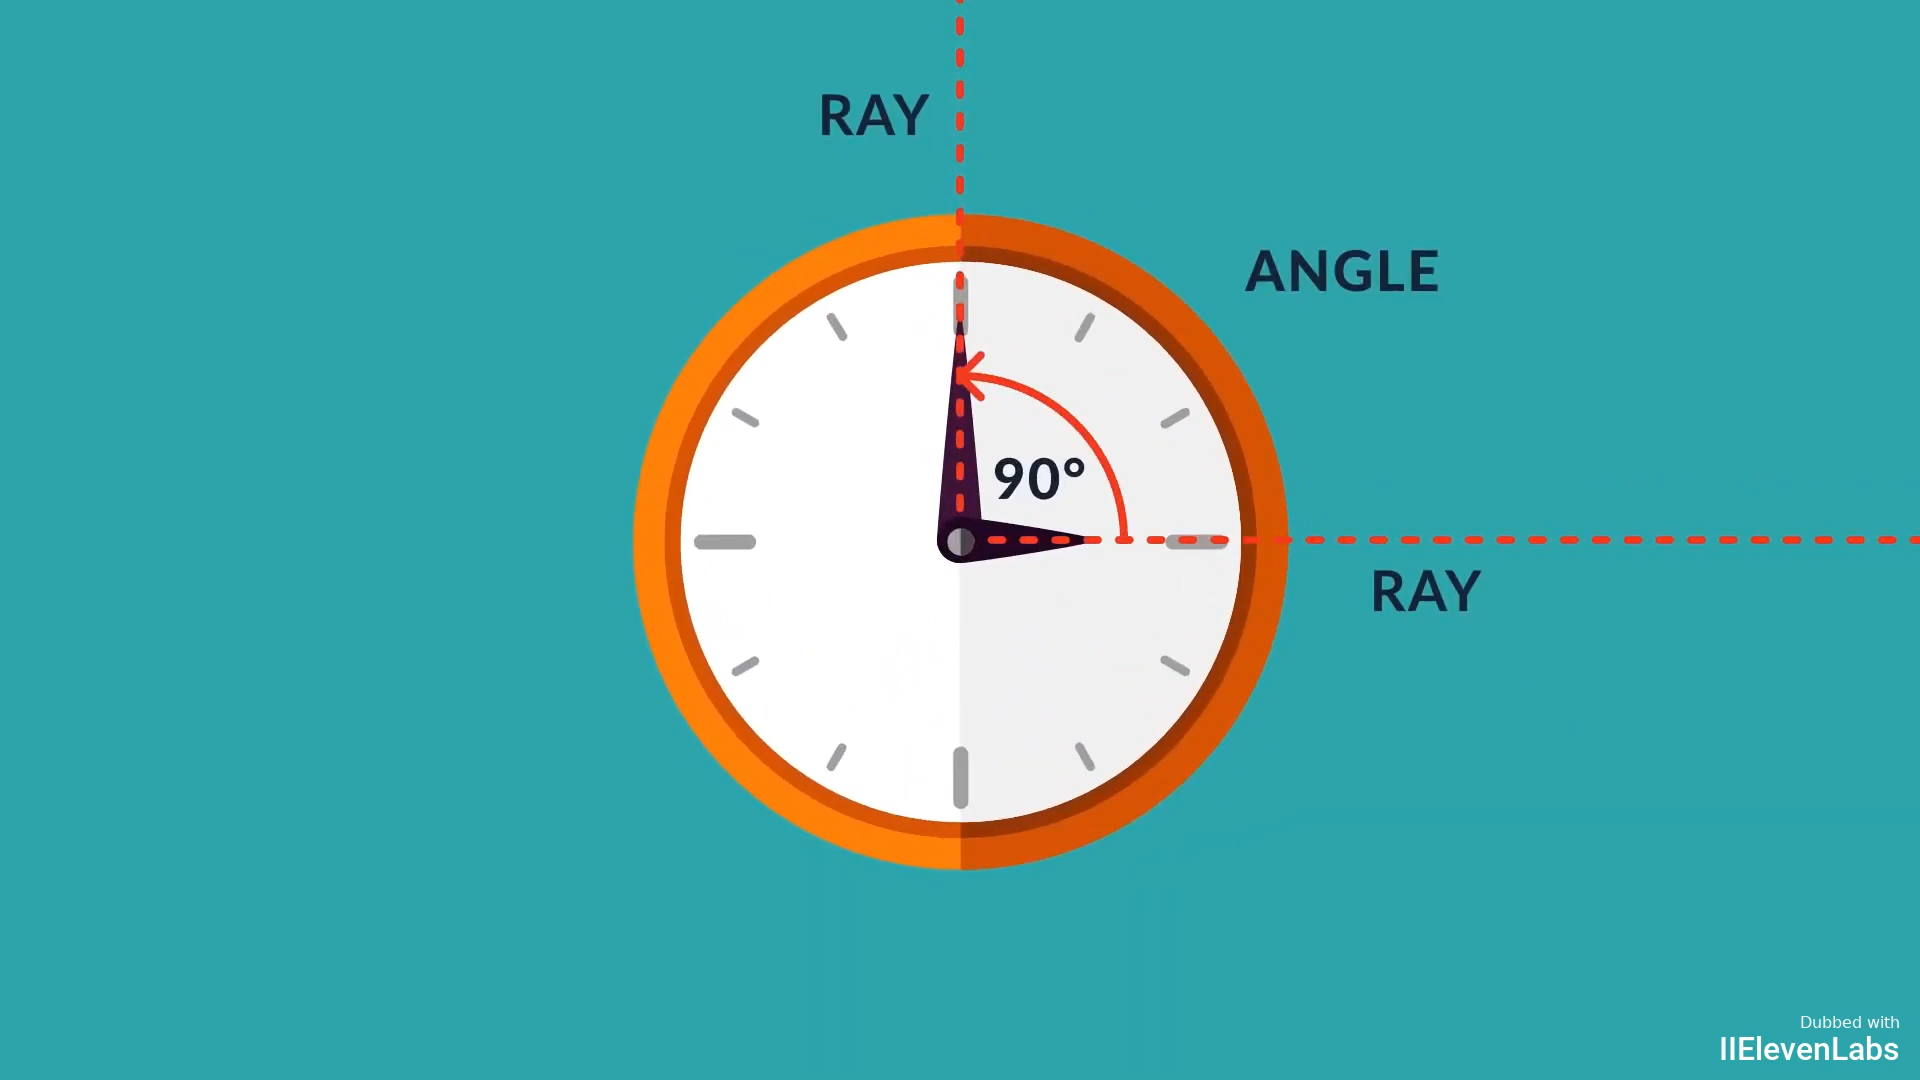 RAY
ANGLE
90°
RAY
Dubbed with
IIElevenLabs